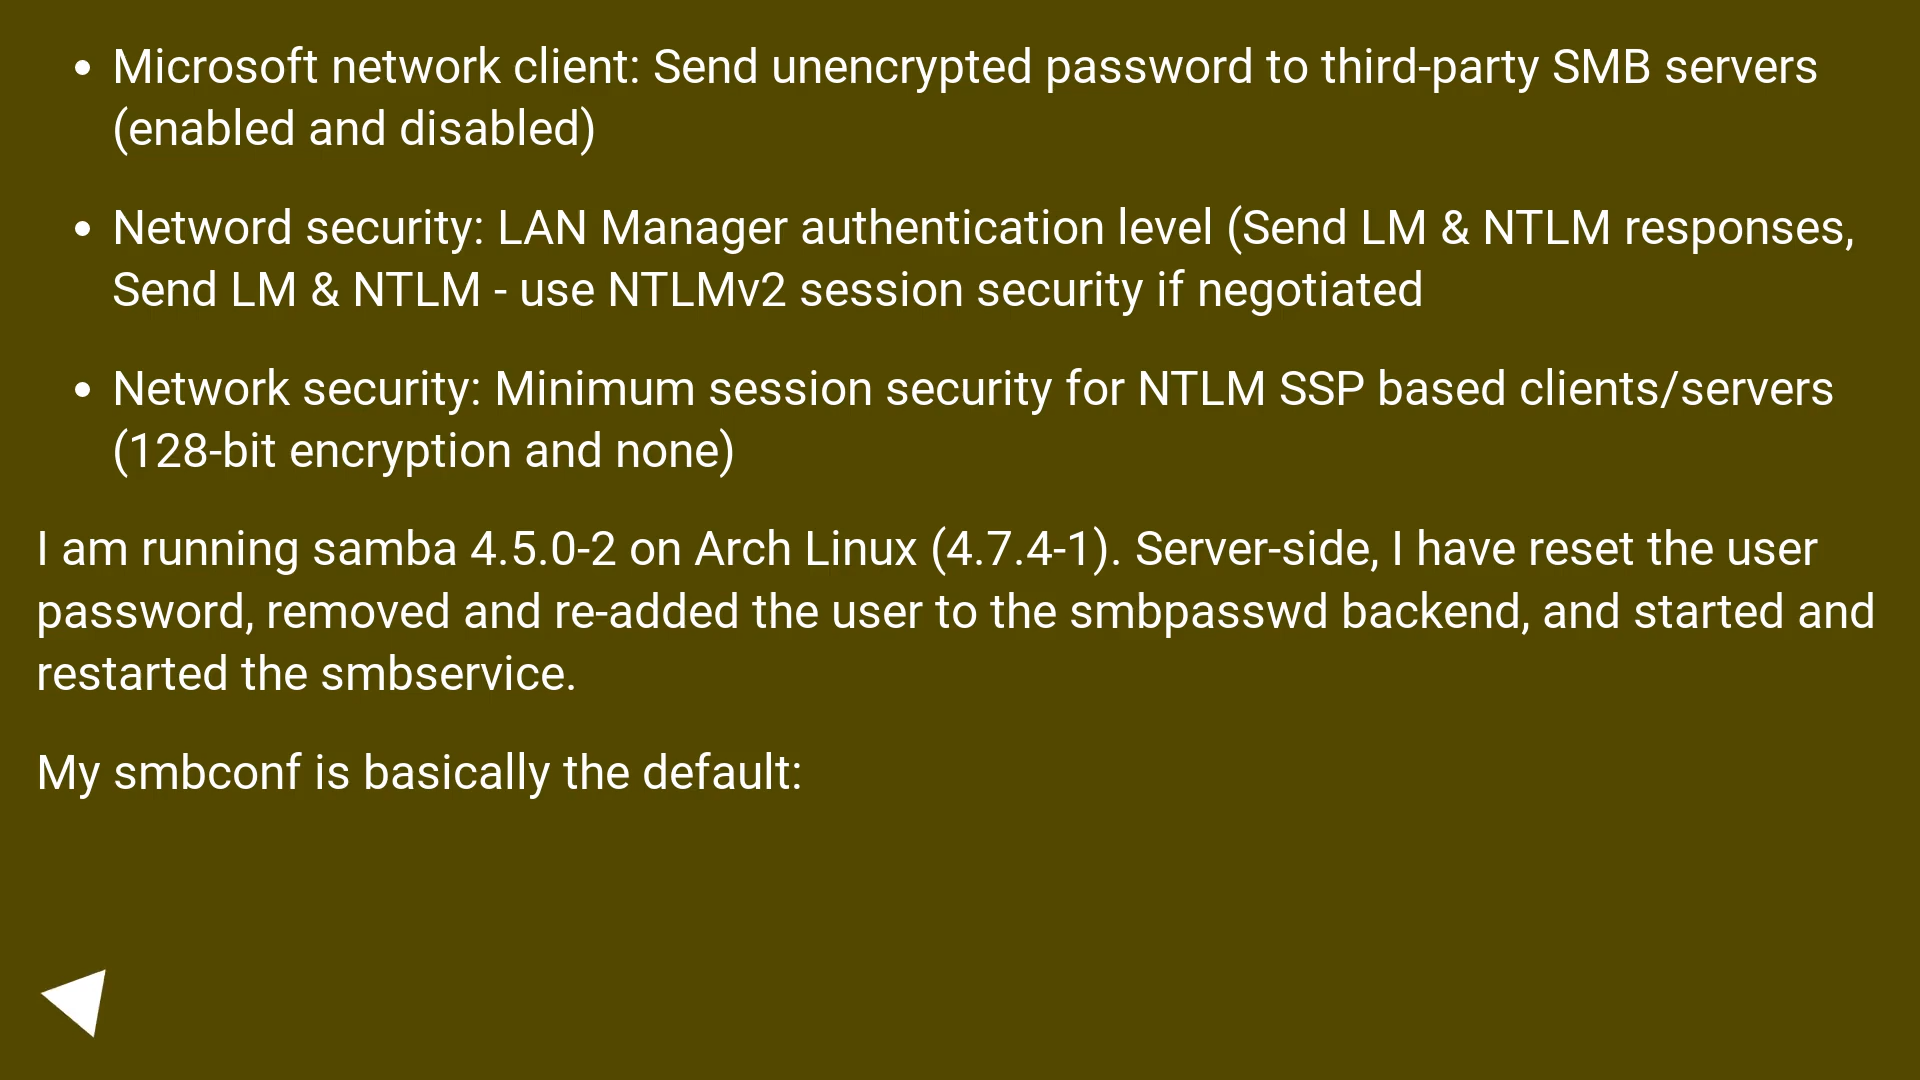 • Microsoft network client: Send unencrypted password to third-party SMB servers
(enabled and disabled)
• Netword security: LAN Manager authentication level (Send LM & NTLM responses,
Send LM & NTLM - use NTLMv2 session security if negotiated
• Network security: Minimum session security for NTLM SSP based clients/servers
(128-bit encryption and none)
I am running samba 4.5.0-2 on Arch Linux (4.7.4-1). Server-side, I have reset the user
password, removed and re-added the user to the smbpasswd backend, and started and
restarted the smbservice.
My smbconf is basically the default: